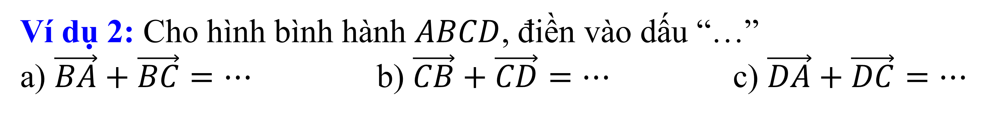 Ví dụ 2: Cho hình bình hành ABCD, điền vào dấu “…”
a) $\overrightarrow{BA} + \overrightarrow{BC} = \cdots$ b) $\overrightarrow{CB} + \overrightarrow{CD} = \cdots$ c) $\overrightarrow{DA} + \overrightarrow{DC} = \cdots$